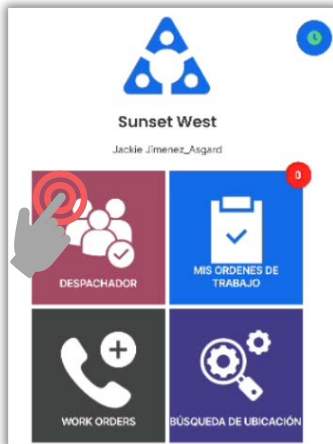 Sunset West
Jackie Jimenez_Asgard
0
DESPACHADOR
MIS ORDENES DE
TRABAJO
WORK ORDERS
BÚSQUEDA DE UBICACIÓN